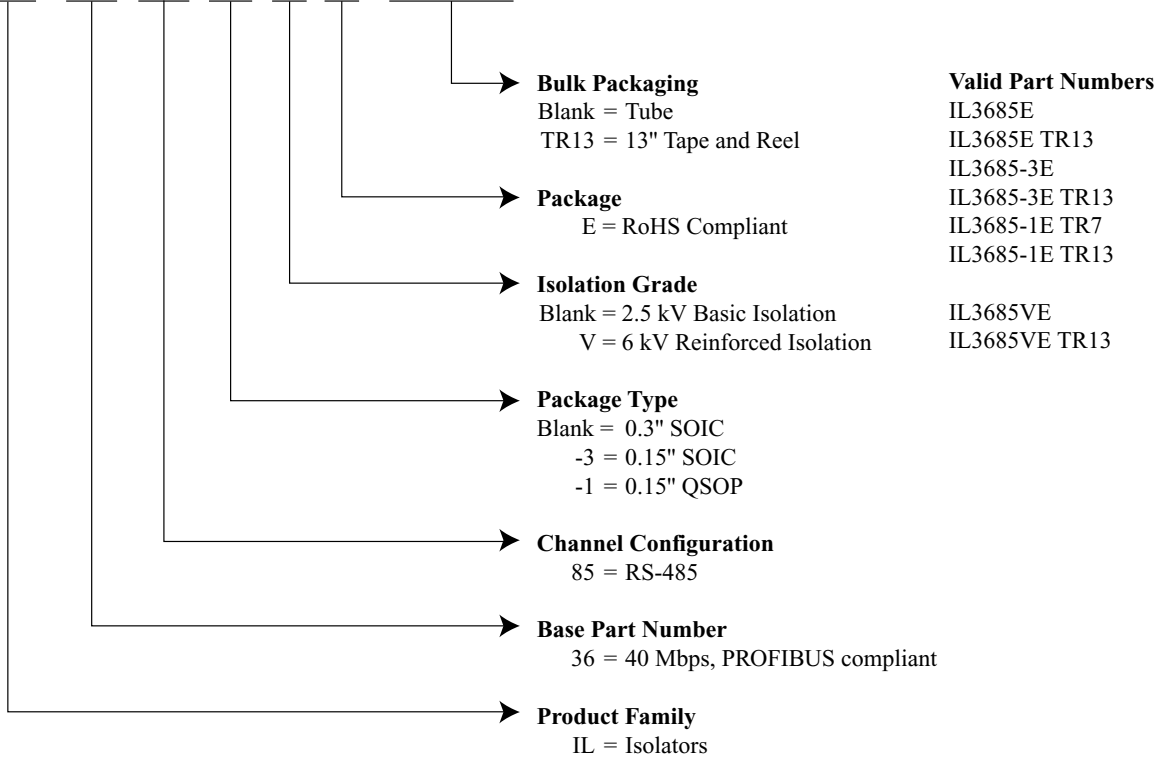 Bulk Packaging
Blank = Tube
TR13 = 13" Tape and Reel
Package
E = RoHS Compliant
Isolation Grade
Blank = 2.5 kV Basic Isolation
V = 6 kV Reinforced Isolation
Package Type
Blank = 0.3" SOIC
-3 = 0.15" SOIC
-1 = 0.15" QSOP
Channel Configuration
85 = RS-485
Base Part Number
36 = 40 Mbps, PROFIBUS compliant
Product Family
IL = Isolators
Valid Part Numbers
IL3685E
IL3685E TR13
IL3685-3E
IL3685-3E TR13
IL3685-1E TR7
IL3685-1E TR13
IL3685VE
IL3685VE TR13